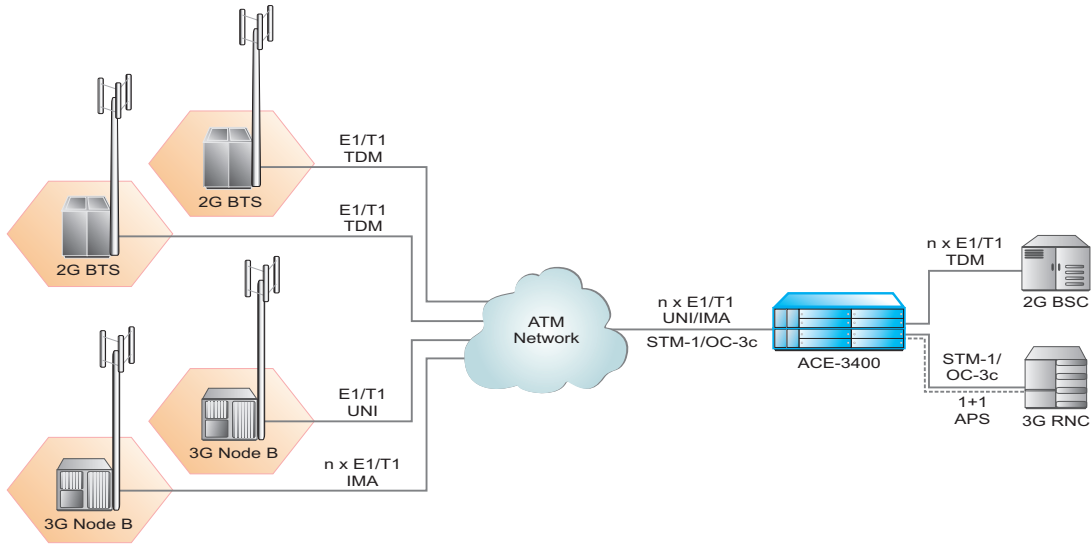 E1/T1
TDM
2G BTS
E1/T1
TDM
2G BTS
n x E1/T1
TDM
2G BSC
ATM
Network
n x E1/T1
UNI/IMA
STM-1/OC-3c
ACE-3400
STM-1/
OC-3c
1+1
APS
3G RNC
E1/T1
UNI
3G Node B
n x E1/T1
IMA
3G Node B